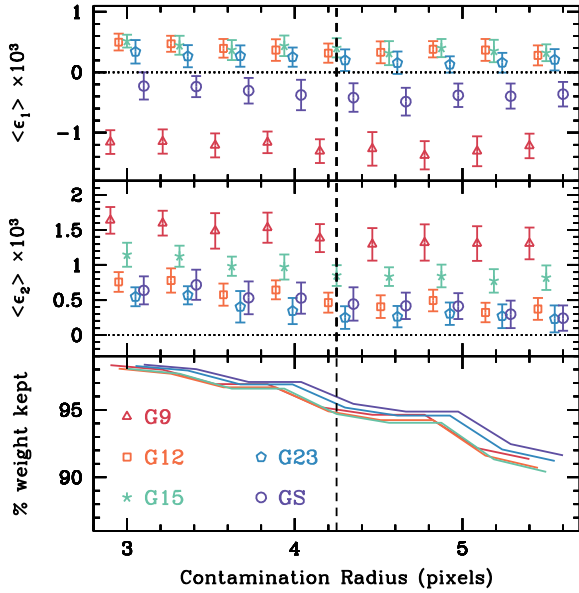 <ε1> ×10³
1
0
−1
<ε2> ×10³
2
1.5
1
0.5
0
% weight kept
95
90
G9
G12
G15
G23
GS
3
4
5
Contamination Radius (pixels)